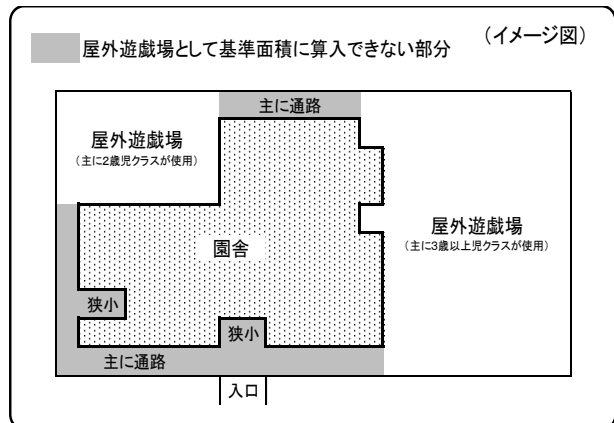 （イメージ図）
屋外遊戯場として基準面積に算入できない部分
主に通路
屋外遊戯場
（主に2歳児クラスが使用）
屋外遊戯場
（主に3歳以上児クラスが使用）
園舎
狭小
狭小
主に通路
入口